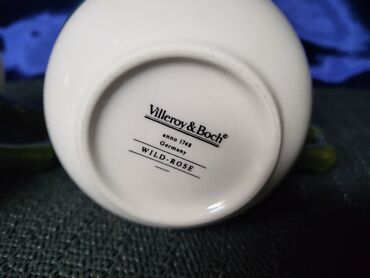 Villeroy & Boch©
anno 1748
Germany
WILD-ROSE